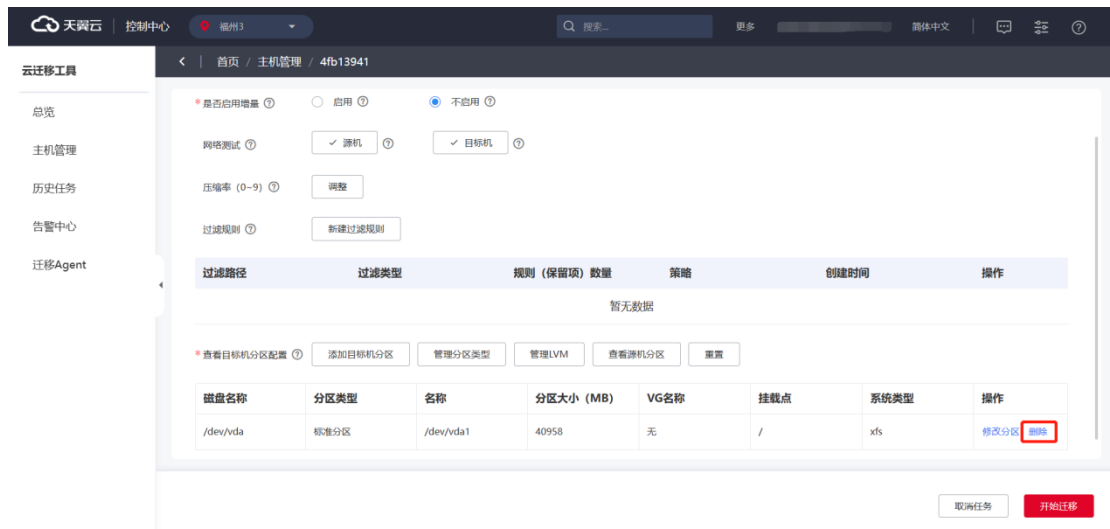 天翼云 控制中心 福州3 搜索... 更多 简体中文
云迁移工具
首页 / 主机管理 / 4fb13941
总览
主机管理
历史任务
告警中心
迁移Agent
* 是否启用增量 启用 不启用
网络测试 源机 目标机
压缩率（0~9） 调整
过滤规则 新建过滤规则
过滤路径 过滤类型 规则（保留项）数量 策略 创建时间 操作
暂无数据
* 查看目标机分区配置 添加目标机分区 管理分区类型 管理LVM 查看源机分区 重置
磁盘名称 分区类型 名称 分区大小（MB） VG名称 挂载点 系统类型 操作
/dev/vda 标准分区 /dev/vda1 40958 无 / xfs 修改分区 删除
取消任务 开始迁移